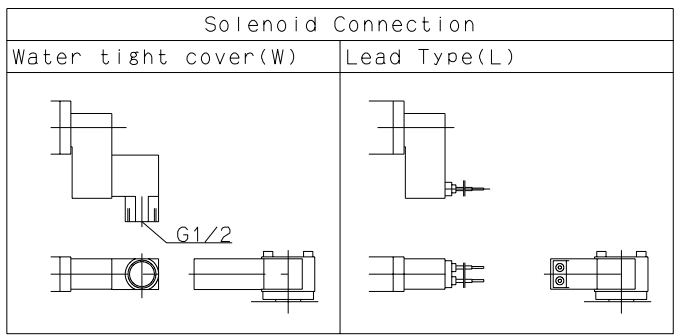 Solenoid Connection
Water tight cover(W)
Lead Type(L)
G1/2